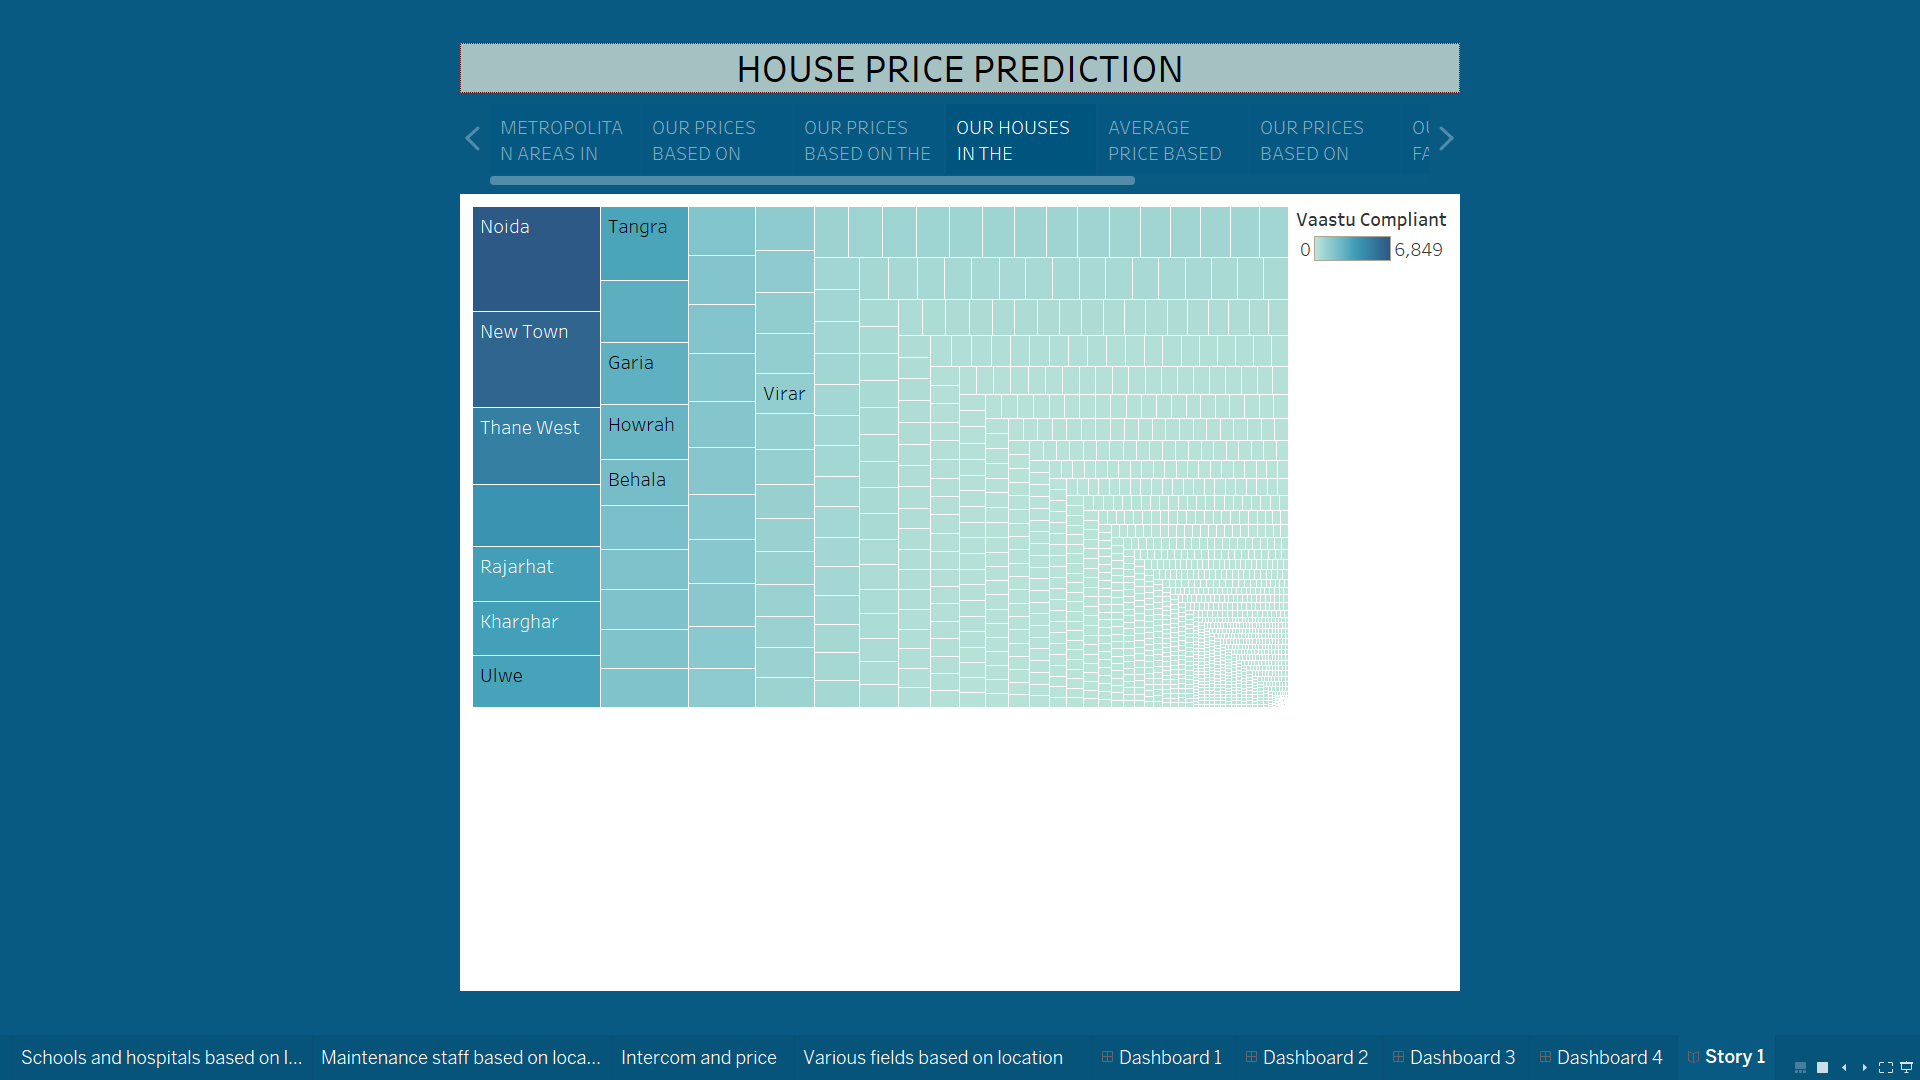 HOUSE PRICE PREDICTION
METROPOLITA
N AREAS IN
OUR PRICES
BASED ON
OUR PRICES
BASED ON THE
OUR HOUSES
IN THE
AVERAGE
PRICE BASED
OUR PRICES
BASED ON
Noida
New Town
Thane West
Rajarhat
Kharghar
Ulwe
Tangra
Garia
Howrah
Behala
Virar
Vaastu Compliant
0 6,849
Schools and hospitals based on l... Maintenance staff based on loca... Intercom and price Various fields based on location Dashboard 1 Dashboard 2 Dashboard 3 Dashboard 4 Story 1